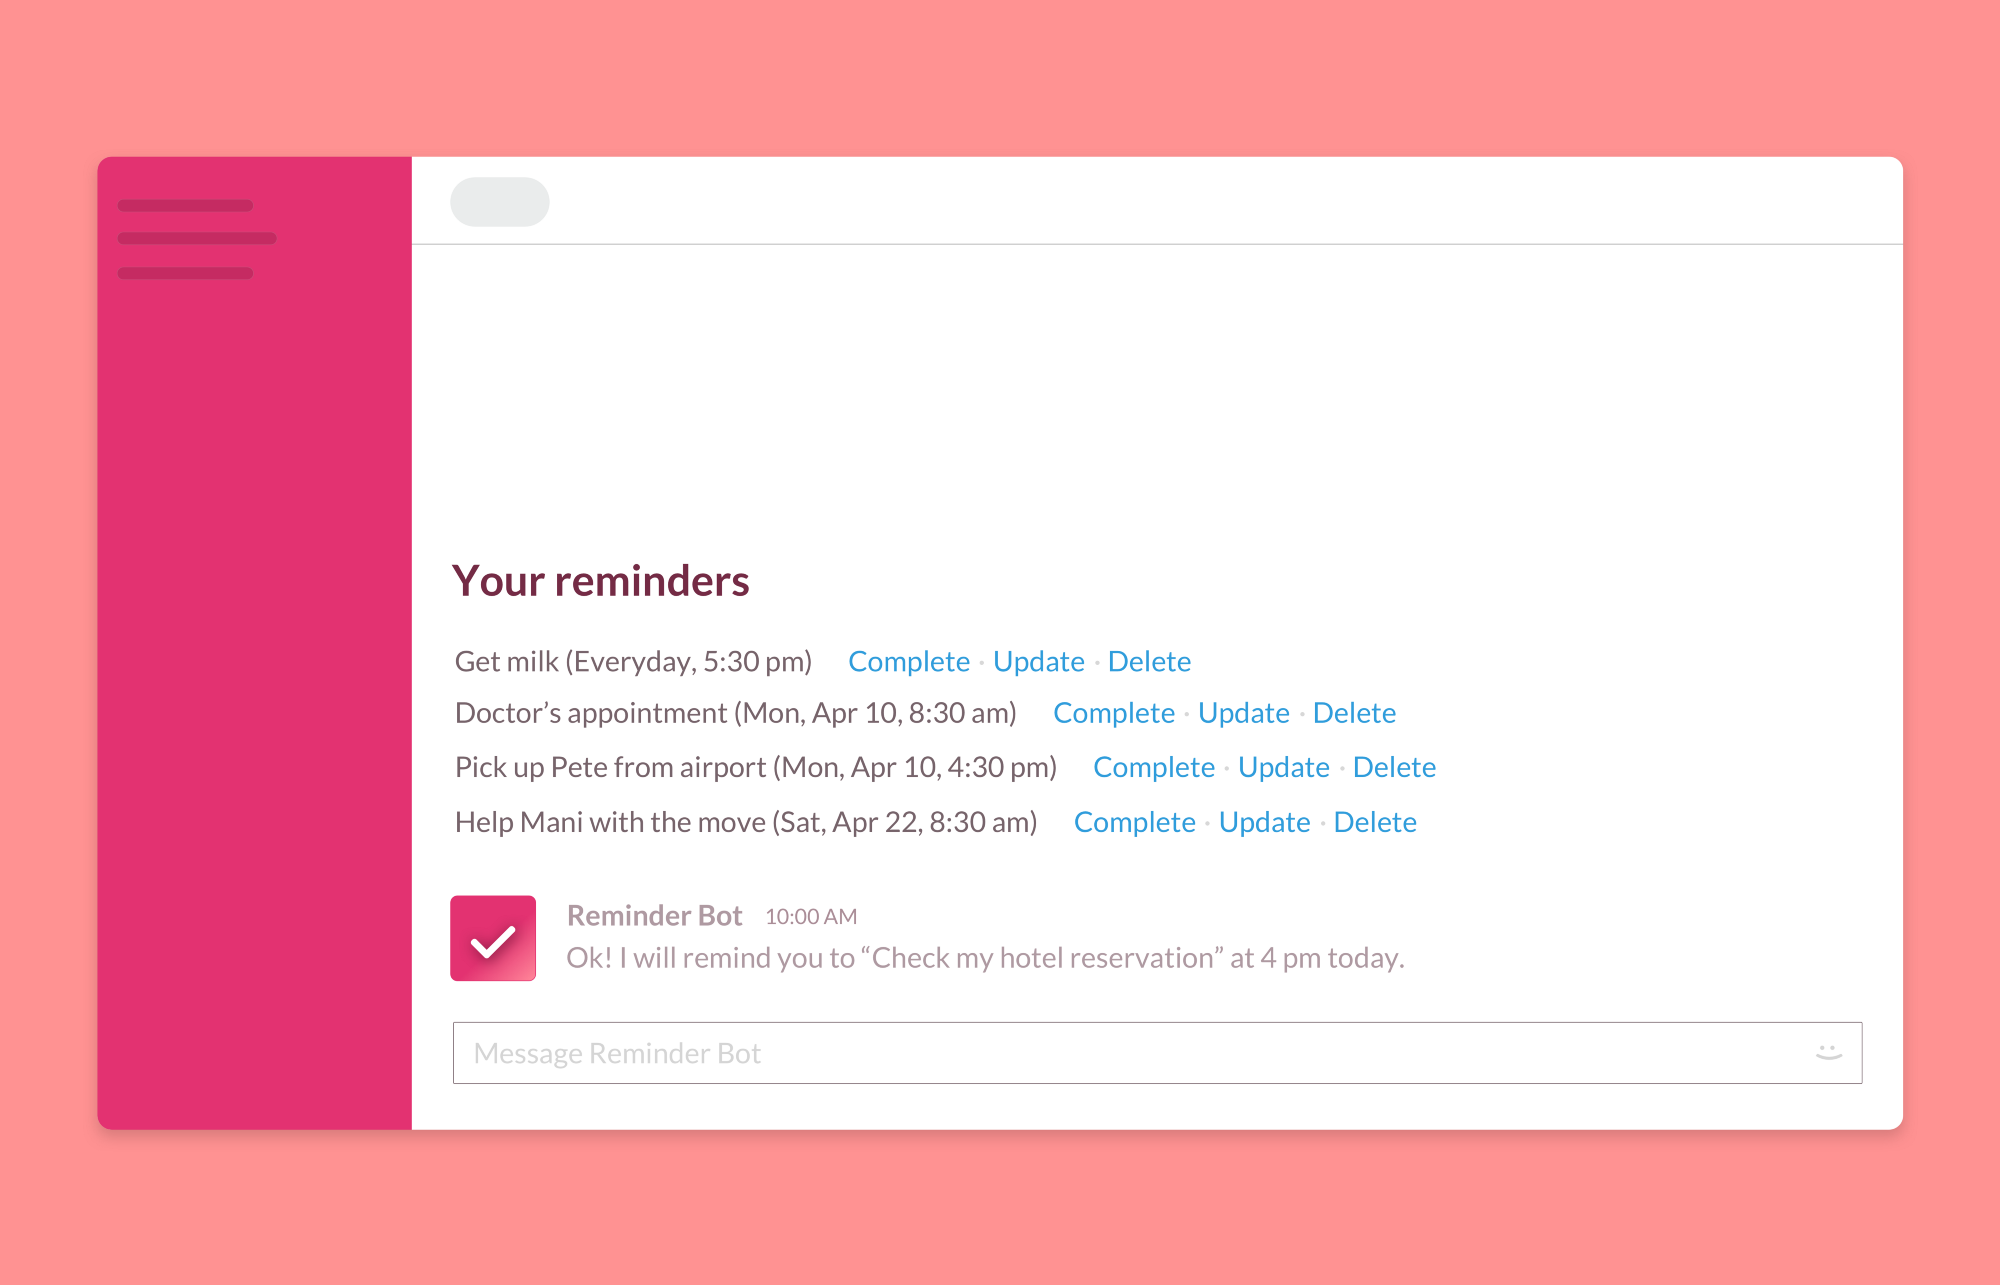 Your reminders
Get milk (Everyday, 5:30 pm) Complete · Update · Delete
Doctor’s appointment (Mon, Apr 10, 8:30 am) Complete · Update · Delete
Pick up Pete from airport (Mon, Apr 10, 4:30 pm) Complete · Update · Delete
Help Mani with the move (Sat, Apr 22, 8:30 am) Complete · Update · Delete
Reminder Bot 10:00 AM
Ok! I will remind you to “Check my hotel reservation” at 4 pm today.
Message Reminder Bot